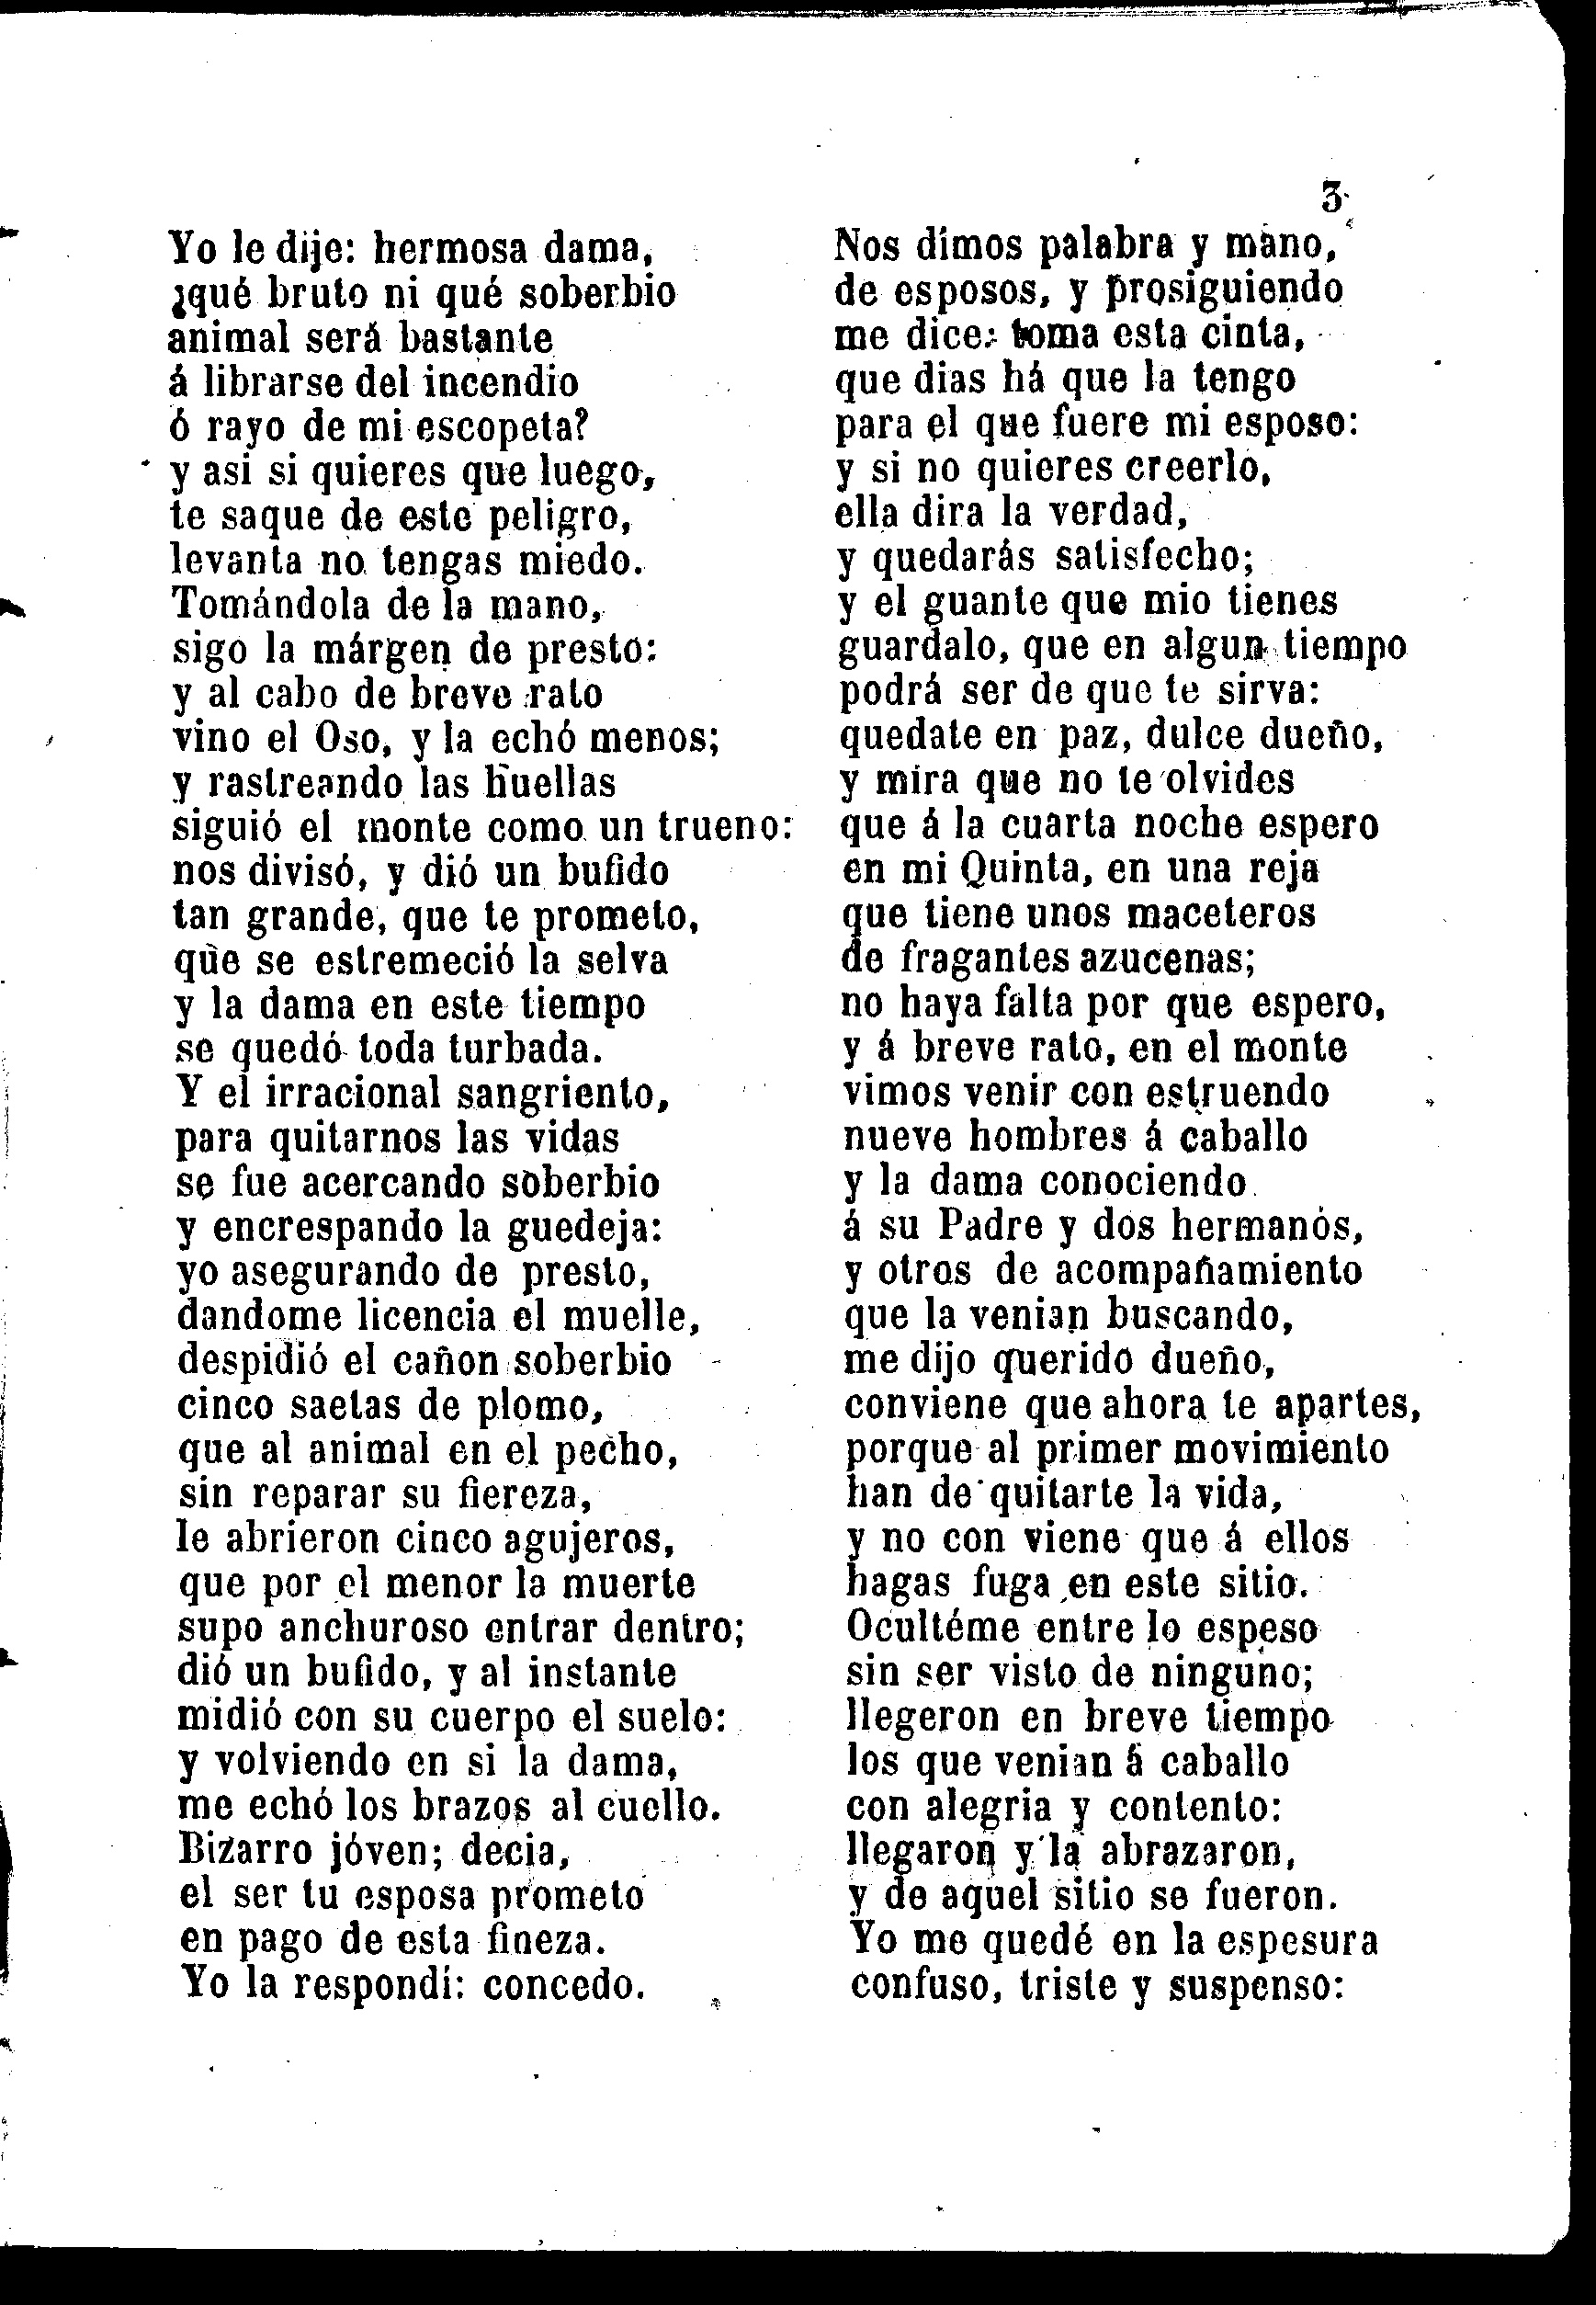 3
Yo le dije: hermosa dama,
¿qué bruto ni qué soberbio
animal será bastante
á librarse del incendio
ó rayo de mi escopeta?
y asi si quieres que luego,
te saque de este peligro,
levanta no tengas miedo.
Tomándola de la mano,
sigo la márgen de presto:
y al cabo de breve rato
vino el Oso, y la echó menos;
y rastreando las huellas
siguió el monte como un trueno:
nos divisó, y dió un bufido
tan grande, que te prometo,
que se estremeció la selva
y la dama en este tiempo
se quedó toda turbada.
Y el irracional sangriento,
para quitarnos las vidas
se fue acercando soberbio
y encrespando la guedeja:
yo asegurando de presto,
dandome licencia el muelle,
despidió el cañon soberbio
cinco saetas de plomo,
que al animal en el pecho,
sin reparar su fiereza,
le abrieron cinco agujeros,
que por el menor la muerte
supo anchuroso entrar dentro;
dió un bufido, y al instante
midió con su cuerpo el suelo:
y volviendo en si la dama,
me echó los brazos al cuello.
Bizarro jóven; decia,
el ser tu esposa prometo
en pago de esta fineza.
Yo la respondí: concedo.
Nos dímos palabra y mano,
de esposos, y prosiguiendo
me dice: toma esta cinta,
que dias há que la tengo
para el que fuere mi esposo:
y si no quieres creerlo,
ella dira la verdad,
y quedarás satisfecho;
y el guante que mio tienes
guardalo, que en algun tiempo
podrá ser de que te sirva:
quedate en paz, dulce dueño,
y mira que no te olvides
que á la cuarta noche espero
en mi Quinta, en una reja
que tiene unos maceteros
de fragantes azucenas;
no haya falta por que espero,
y á breve rato, en el monte
vimos venir con estruendo
nueve hombres á caballo
y la dama conociendo
á su Padre y dos hermanos,
y otros de acompañamiento
que la venian buscando,
me dijo querido dueño,
conviene que ahora te apartes,
porque al primer movimiento
han de quitarte la vida,
y no con viene que á ellos
hagas fuga en este sitio.
Ocultéme entre lo espeso
sin ser visto de ninguno;
llegeron en breve tiempo
los que venian á caballo
con alegria y contento:
llegaron y la abrazaron,
y de aquel sitio se fueron.
Yo me quedé en la espesura
confuso, triste y suspenso: